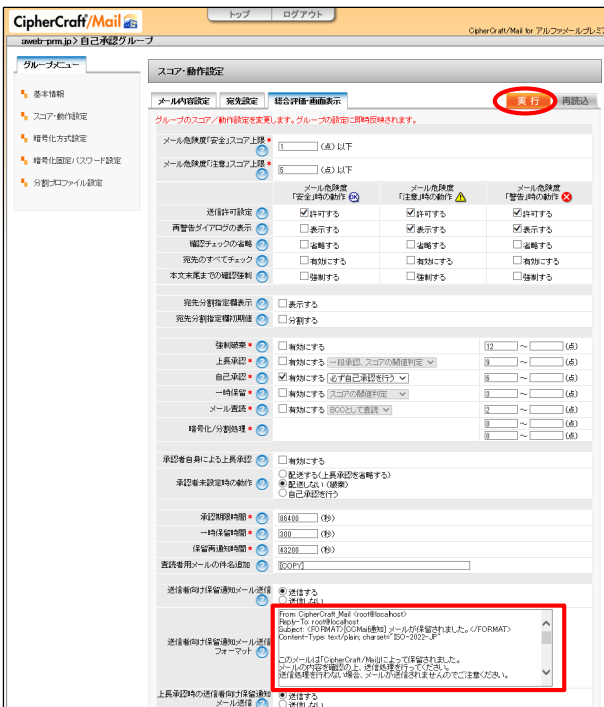 CipherCraft/Mail
トップ ログアウト
CipherCraft/Mail for アルファメールプレミア
aweb-prm.jp> 自己承認グループ
グループメニュー
基本情報
スコア・動作設定
暗号化方式設定
暗号化固定パスワード設定
分割プロファイル設定
スコア・動作設定
メール内容設定 宛先設定 総合評価・画面表示
実 行 再読込
グループのスコア／動作設定を変更します。グループの設定に即時反映されます。
メール危険度「安全」スコア上限 * 1 (点) 以下
メール危険度「注意」スコア上限 * 5 (点) 以下
メール危険度「安全」時の動作 OK メール危険度「注意」時の動作 メール危険度「警告」時の動作
送信許可設定 許可する 許可する 許可する
再警告ダイアログの表示 表示する 表示する 表示する
確認チェックの省略 省略する 省略する 省略する
宛先のすべてチェック 有効にする 有効にする 有効にする
本文末尾までの確認強制 強制する 強制する 強制する
宛先分割指定欄表示 表示する
宛先分割指定欄初期値 分割する
強制破棄 * 有効にする 12 ～ (点)
上長承認 * 有効にする 一段承認、スコアの閾値判定 9 ～ (点)
自己承認 * 有効にする 必ず自己承認を行う 6 ～ (点)
一時保留 * 有効にする スコアの閾値判定 3 ～ (点)
メール査読 * 有効にする BCCとして査読 2 ～ (点)
暗号化/分割処理 * 0 ～ (点)
0 ～ (点)
承認者自身による上長承認 有効にする
承認者未設定時の動作 配送する(上長承認を省略する)
配送しない（破棄）
自己承認を行う
承認期限時間 * 86400 (秒)
一時保留時間 * 300 (秒)
保留再通知時間 * 43200 (秒)
査読者用メールの件名追加 [COPY]
送信者向け保留通知メール送信 送信する
送信しない
送信者向け保留通知メール送信フォーマット
From: CipherCraft Mail <root@localhost>
Reply-To: root@localhost
Subject: <FORMAT>[CCMail通知] メールが保留されました。</FORMAT>
Content-Type: text/plain; charset="ISO-2022-JP"
このメールは「CipherCraft/Mail」によって保留されました。
メールの内容を確認の上、送信処理を行ってください。
送信処理を行わない場合、メールが送信されませんのでご注意ください。
上長承認時の送信者向け保留通知メール送信 送信する
送信しない